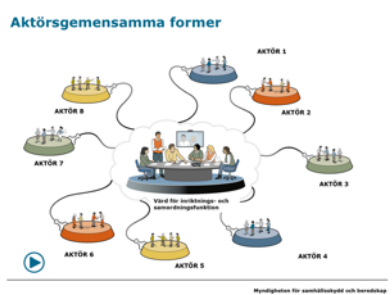 Aktörsgemensamma former
AKTÖR 1
AKTÖR 2
AKTÖR 3
AKTÖR 4
AKTÖR 5
AKTÖR 6
AKTÖR 7
AKTÖR 8
Värd för inriktnings- och
samordningsfunktion
Myndigheten för samhällsskydd och beredskap